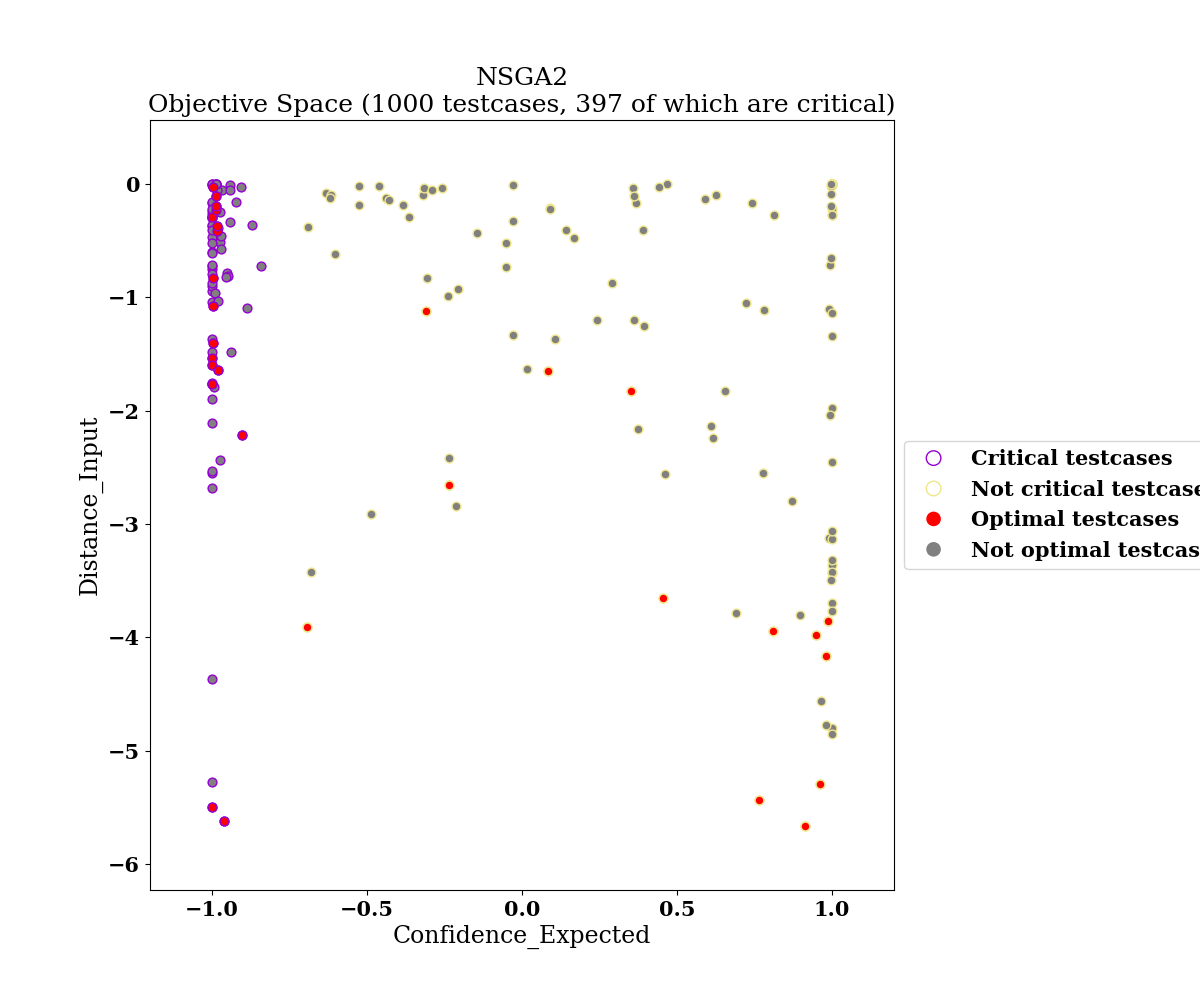 NSGA2
Objective Space (1000 testcases, 397 of which are critical)
0
−1
−2
−3
−4
−5
−6
Distance_Input
−1.0
−0.5
0.0
0.5
1.0
Confidence_Expected
Critical testcases
Not critical testcase
Optimal testcases
Not optimal testcas